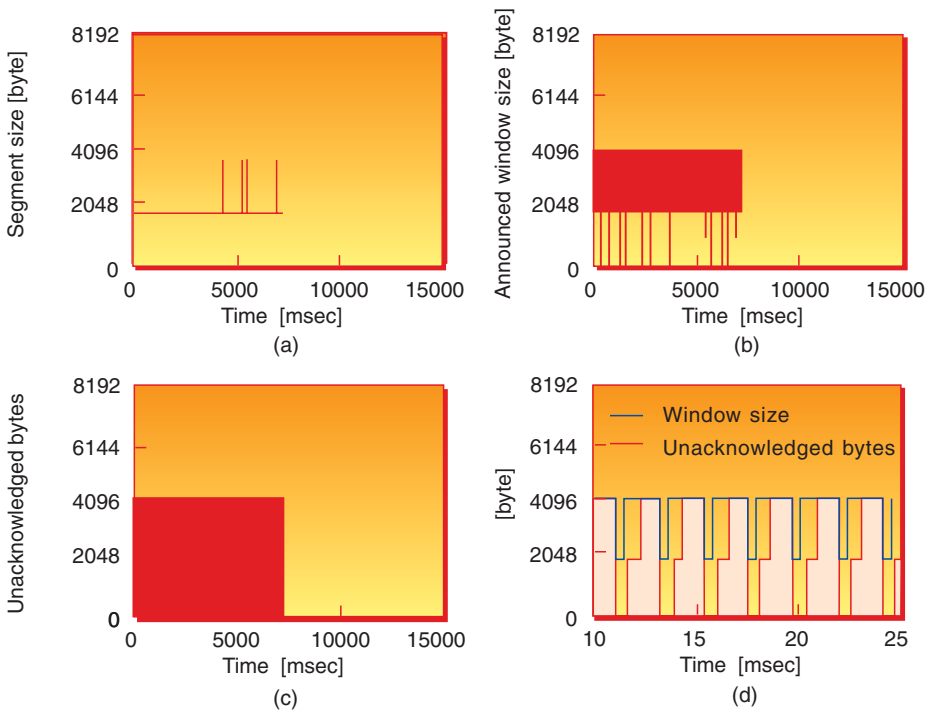 Segment size [byte]
8192
6144
4096
2048
0
0 5000 10000 15000
Time [msec]
(a)
Announced window size [byte]
8192
6144
4096
2048
0
0 5000 10000 15000
Time [msec]
(b)
Unacknowledged bytes
8192
6144
4096
2048
0
0 5000 10000 15000
Time [msec]
(c)
[byte]
8192
6144
4096
2048
0
Window size
Unacknowledged bytes
10 15 20 25
Time [msec]
(d)